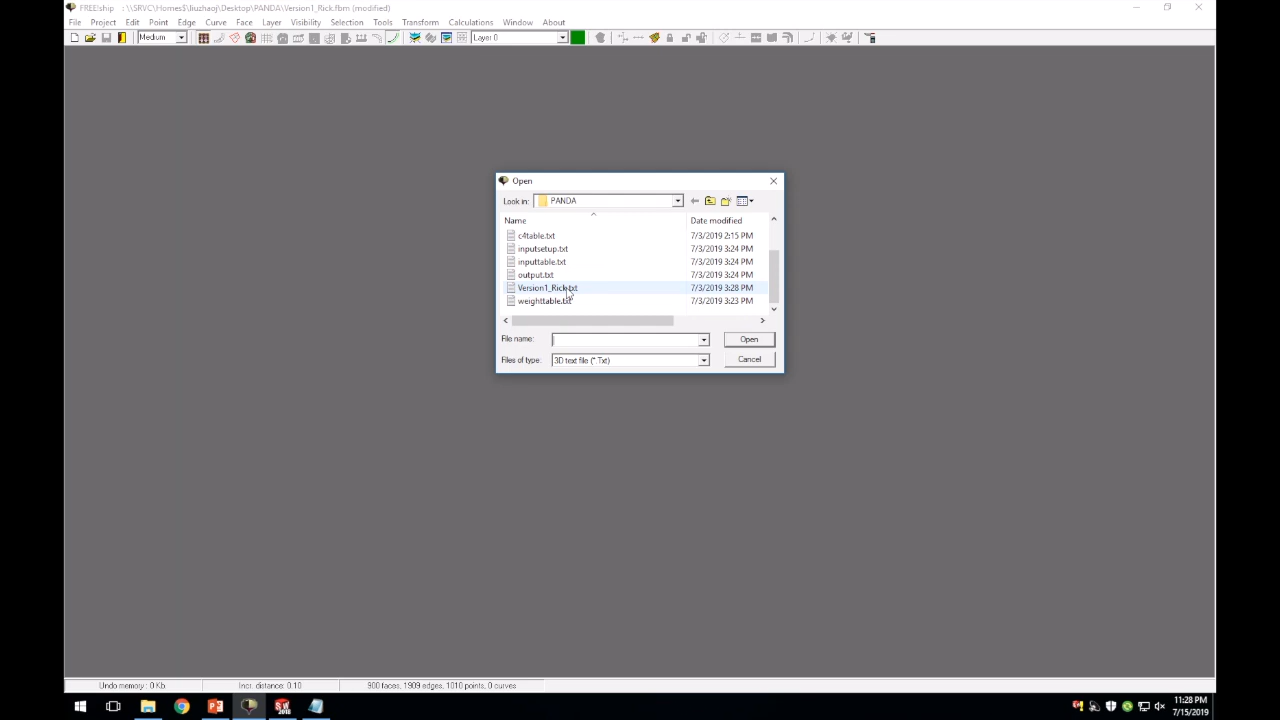 FREE!ship : \\SRVC\Homes$\liuzhaoj\Desktop\PANDA\Version1_Rick.fbm (modified)
File Project Edit Point Edge Curve Face Layer Visibility Selection Tools Transform Calculations Window About
Medium Layer 0
Open
Look in: PANDA
Name Date modified
c4table.txt 7/3/2019 2:15 PM
inputsetup.txt 7/3/2019 3:24 PM
inputtable.txt 7/3/2019 3:24 PM
output.txt 7/3/2019 3:24 PM
Version1_Rick.txt 7/3/2019 3:28 PM
weighttable.txt 7/3/2019 3:23 PM
File name: Open
Files of type: 3D text file (*.Txt) Cancel
Undo memory : 0 Kb. Incr. distance: 0.10 900 faces, 1909 edges, 1010 points, 0 curves
11:28 PM
7/15/2019